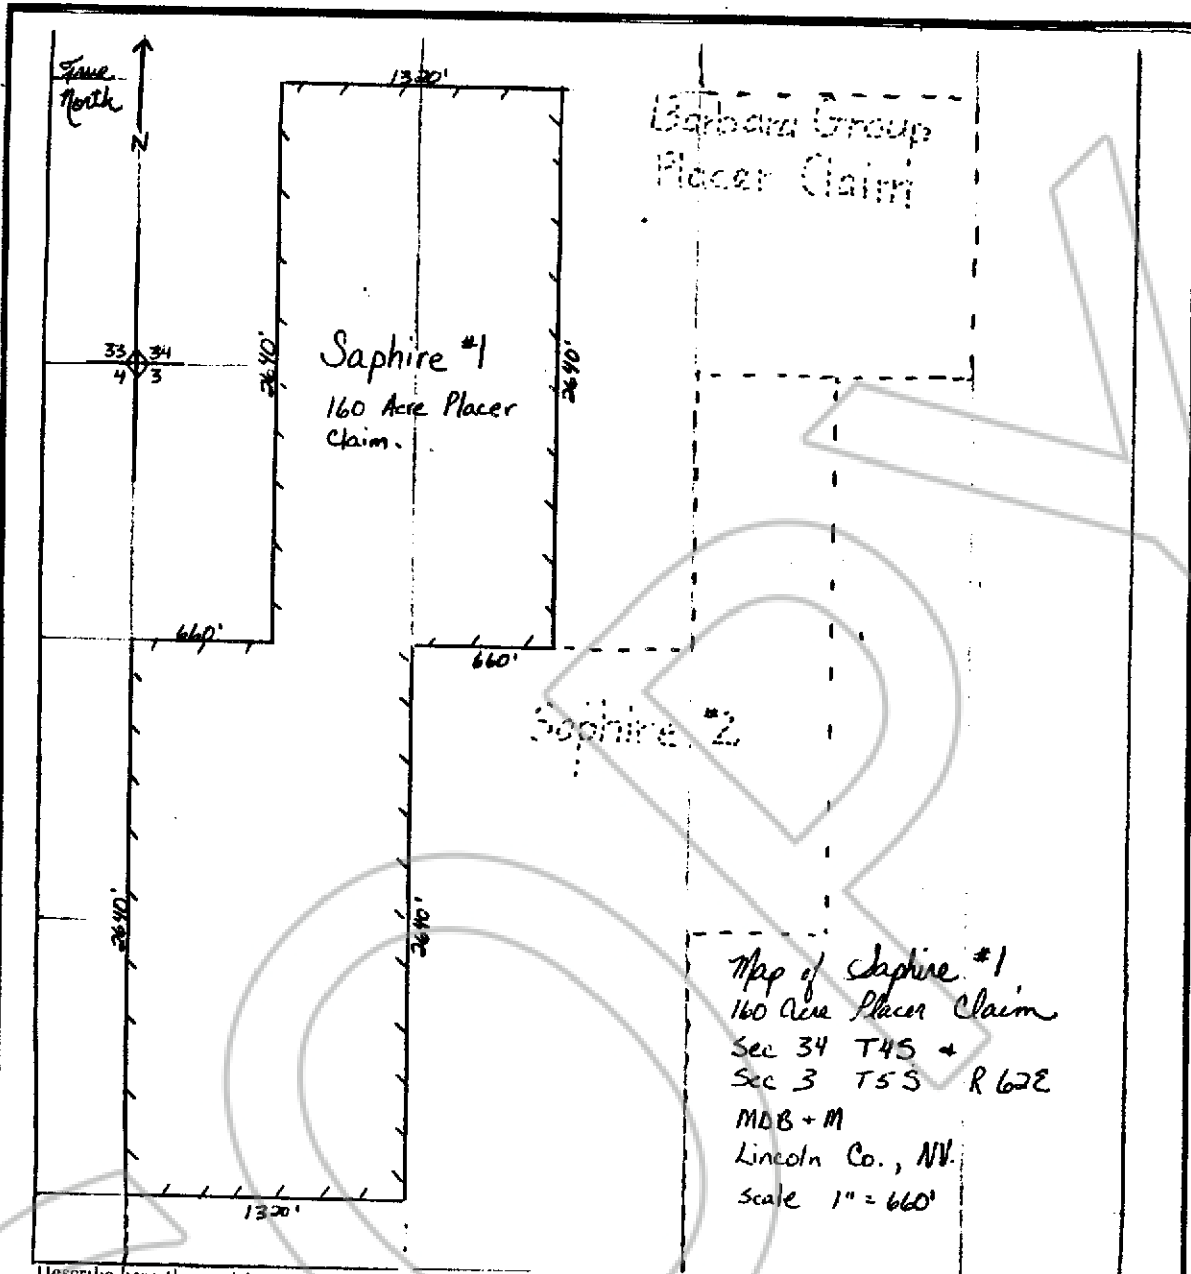 True
North
N
1320'
Barbara Group
Placer Claim
33 34
4 3
2640'
Saphire #1
160 Acre Placer
Claim.
2640'
660'
660'
Saphire #2
2640'
2640'
1320'
Map of Saphire #1
160 Acre Placer Claim
Sec 34 T4S +
Sec 3 T5S R62E
MDB + M
Lincoln Co., NV.
Scale 1" = 660'
COPY